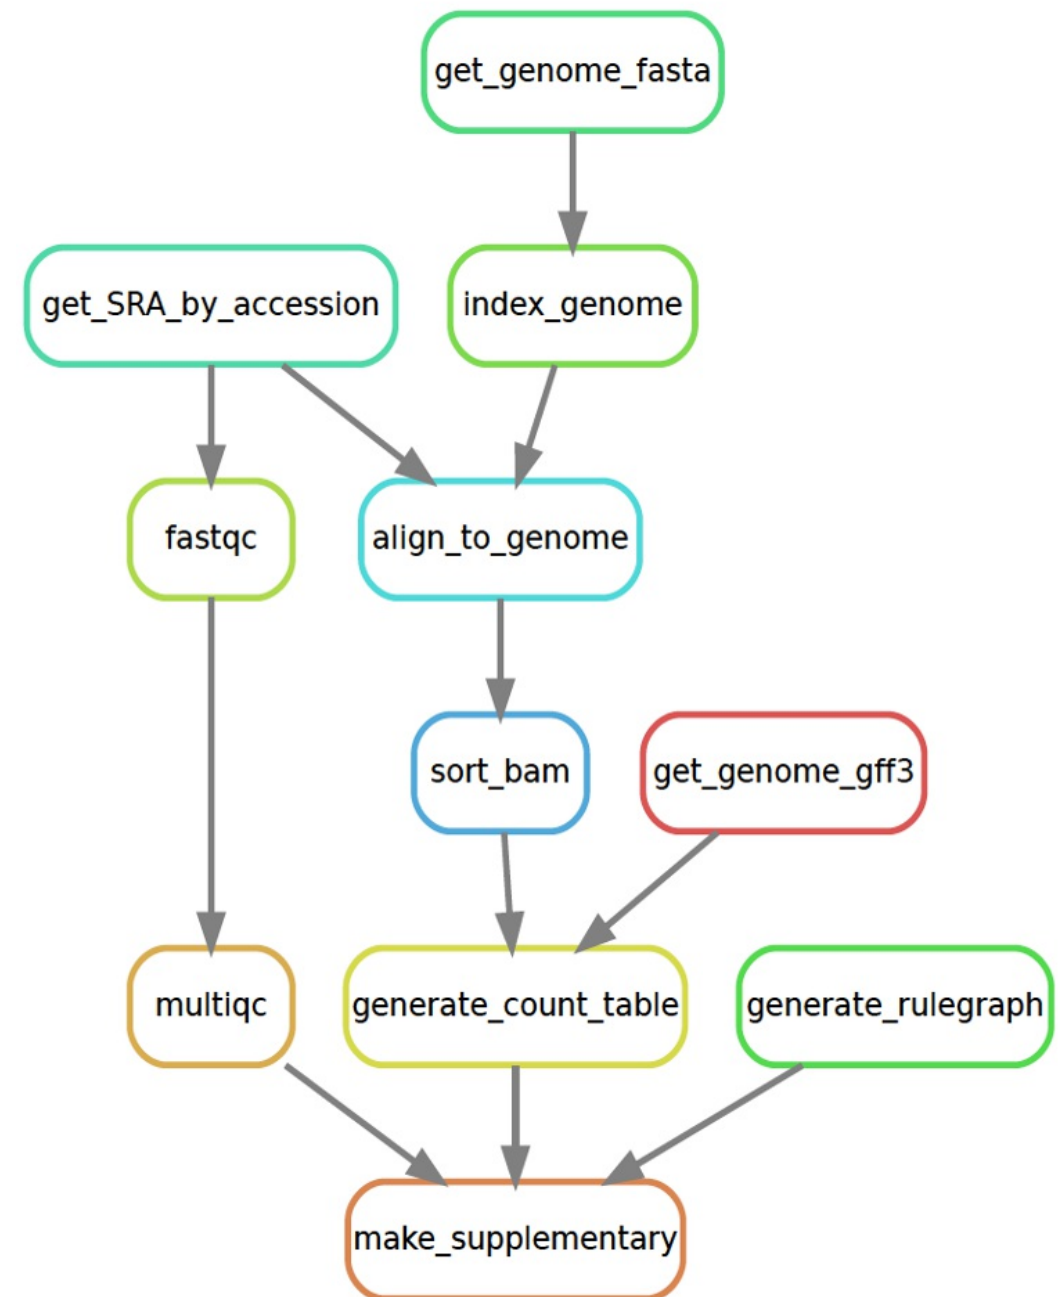 get_genome_fasta
get_SRA_by_accession
index_genome
fastqc
align_to_genome
sort_bam
get_genome_gff3
multiqc
generate_count_table
generate_rulegraph
make_supplementary